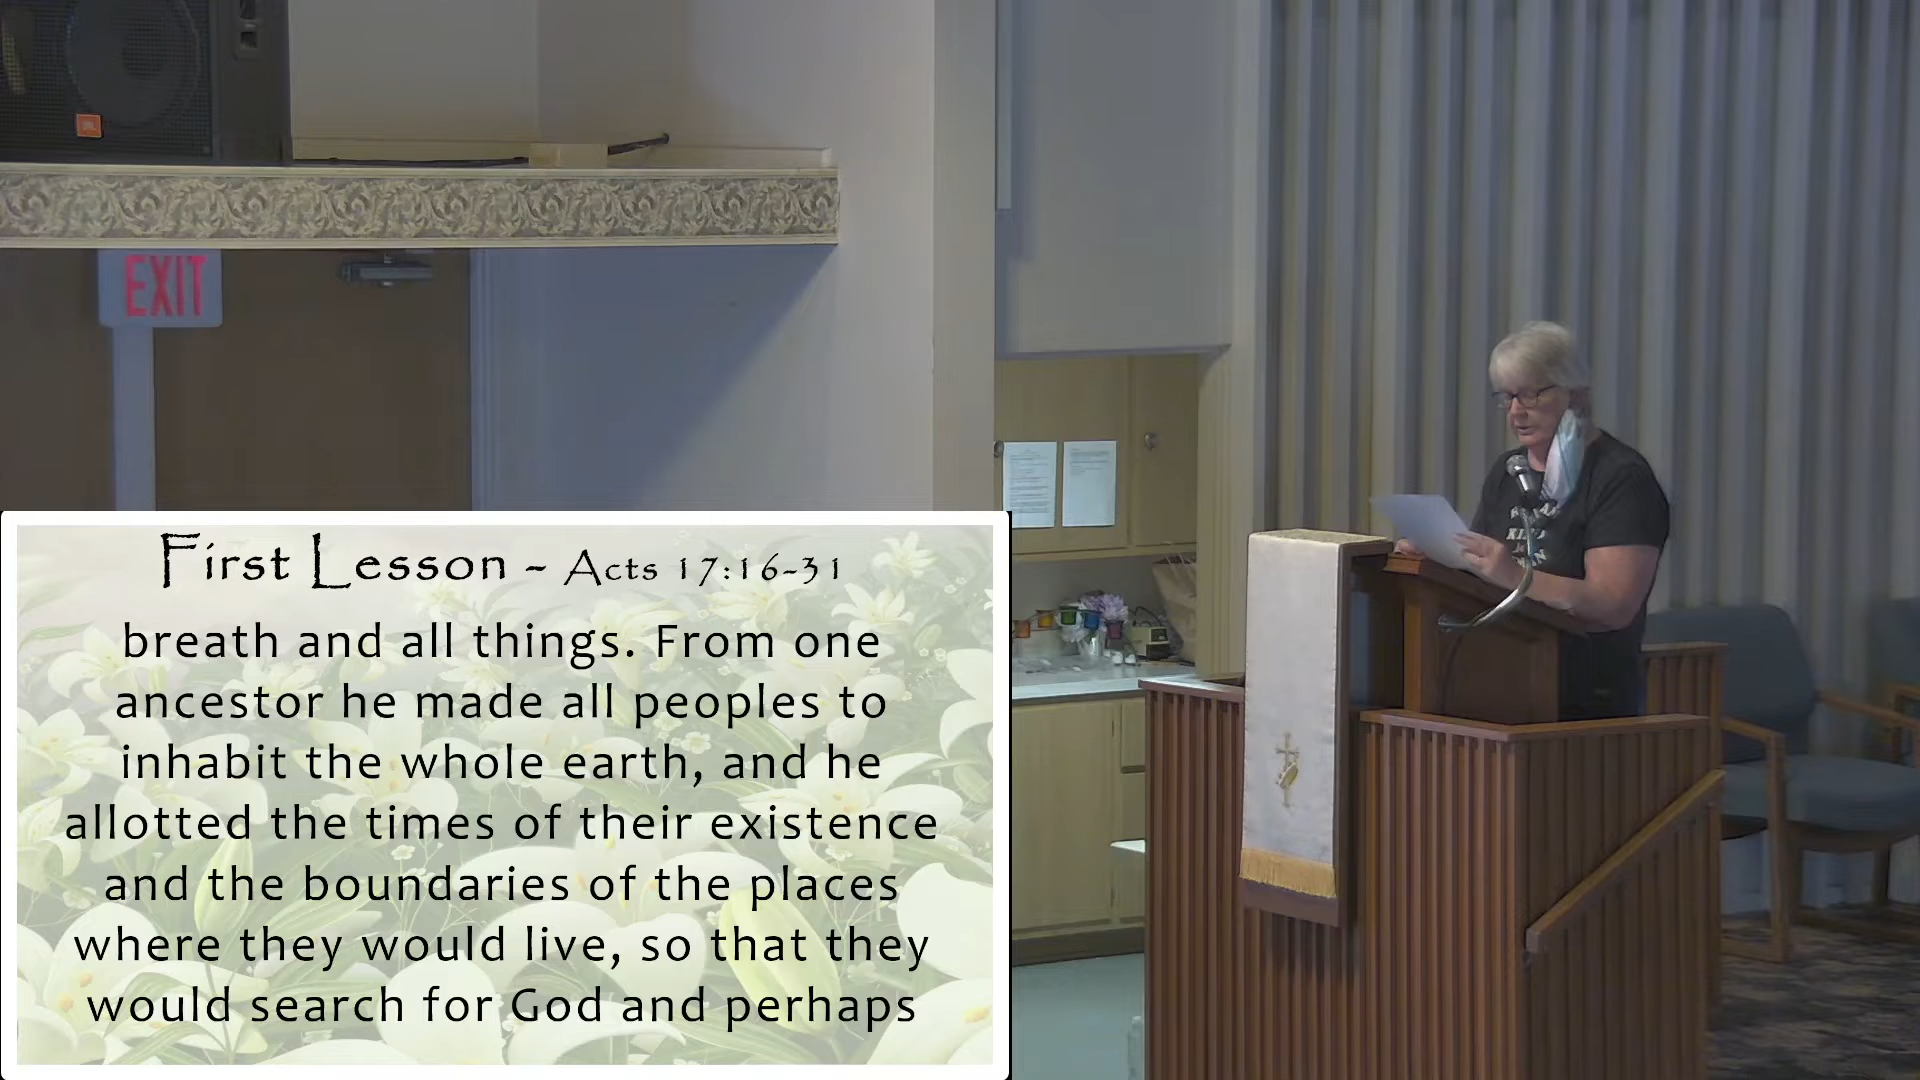 JBL
EXIT
First Lesson - Acts 17:16-31
breath and all things. From one
ancestor he made all peoples to
inhabit the whole earth, and he
allotted the times of their existence
and the boundaries of the places
where they would live, so that they
would search for God and perhaps
KIND